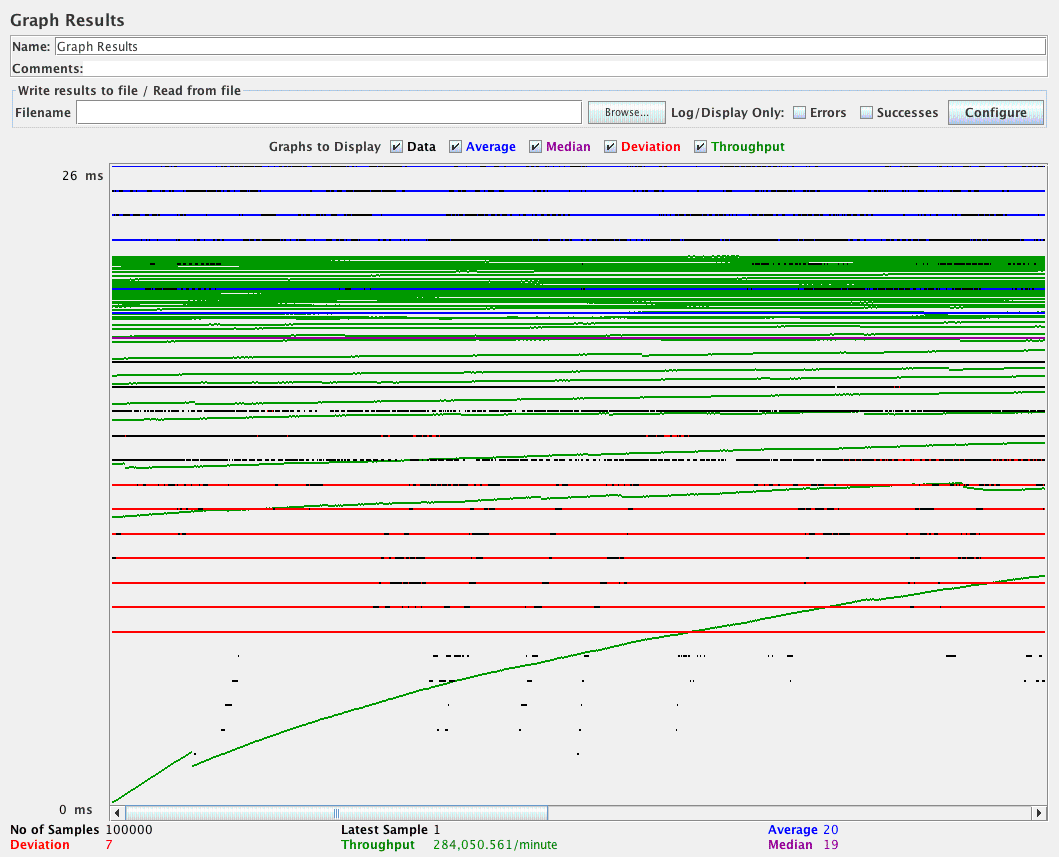 Graph Results
Name: Graph Results
Comments:
Write results to file / Read from file
Filename Browse... Log/Display Only: Errors Successes Configure
Graphs to Display Data Average Median Deviation Throughput
26 ms
0 ms
No of Samples 100000 Latest Sample 1 Average 20
Deviation 7 Throughput 284,050.561/minute Median 19